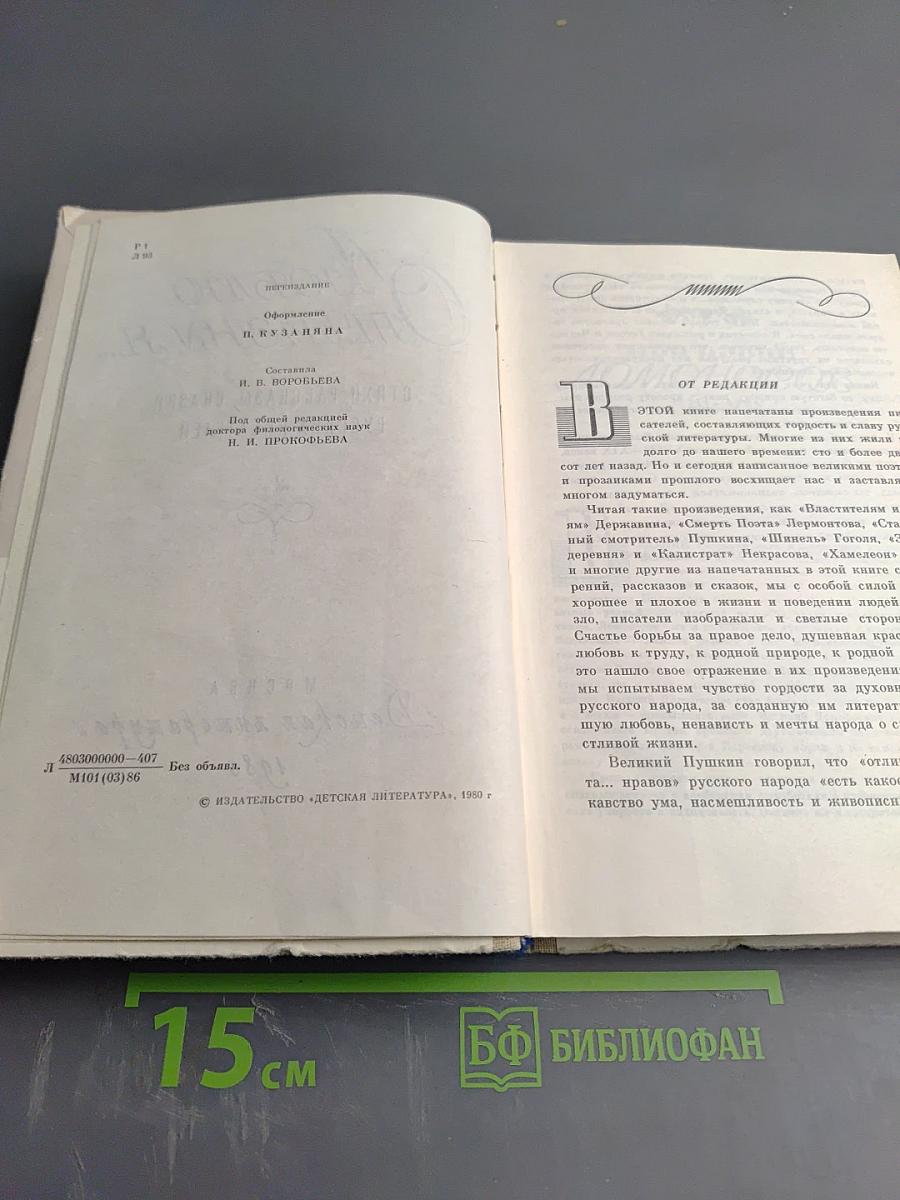 Р 1
Л 93
ПЕРЕИЗДАНИЕ
Оформление
П. КУЗАНЯНА
Составила
И. В. ВОРОБЬЕВА
Под общей редакцией
доктора филологических наук
Н. И. ПРОКОФЬЕВА
Л 4803000000—407
М101(03)86
Без объявл.
© ИЗДАТЕЛЬСТВО «ДЕТСКАЯ ЛИТЕРАТУРА», 1980 г
ОТ РЕДАКЦИИ
В ЭТОЙ книге напечатаны произведения пи
сателей, составляющих гордость и славу ру
ской литературы. Многие из них жили
долго до нашего времени: сто и более дв
сот лет назад. Но и сегодня написанное великими поэт
и прозаиками прошлого восхищает нас и заставля
многом задуматься.
Читая такие произведения, как «Властителям и
ям» Державина, «Смерть Поэта» Лермонтова, «Ста
ный смотритель» Пушкина, «Шинель» Гоголя, «З
деревня» и «Калистрат» Некрасова, «Хамелеон»
и многие другие из напечатанных в этой книге с
рений, рассказов и сказок, мы с особой силой
хорошее и плохое в жизни и поведении людей
зло, писатели изображали и светлые сторон
Счастье борьбы за правое дело, душевная крас
любовь к труду, к родной природе, к родной
это нашло свое отражение в их произведени
мы испытываем чувство гордости за духовн
русского народа, за созданную им литерат
шую любовь, ненависть и мечты народа о с
стливой жизни.
Великий Пушкин говорил, что «отли
та... нравов» русского народа «есть какое
кавство ума, насмешливость и живописн
15 см
БФ БИБЛИОФАН